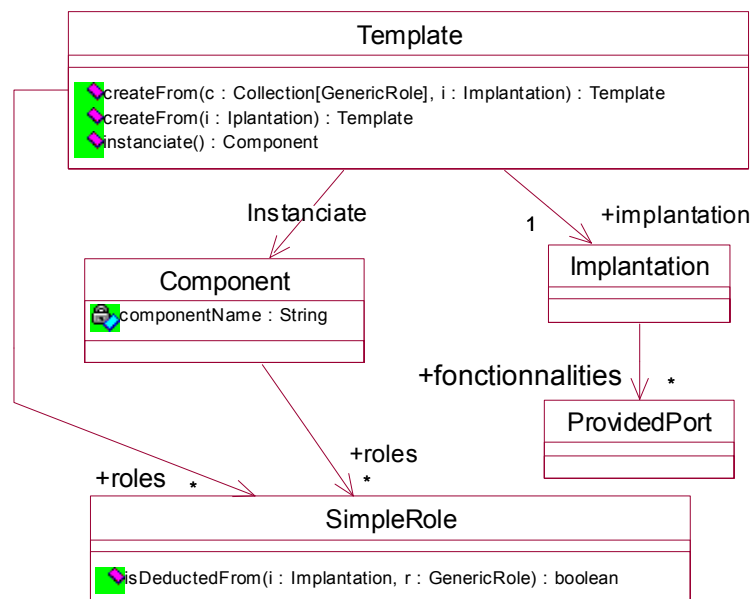 Template
createFrom(c : Collection[GenericRole], i : Implantation) : Template
createFrom(i : Iplantation) : Template
instanciate() : Component
Instanciate
1
+implantation
Component
componentName : String
Implantation
+fonctionnalities
*
ProvidedPort
+roles
*
+roles
*
SimpleRole
isDeductedFrom(i : Implantation, r : GenericRole) : boolean